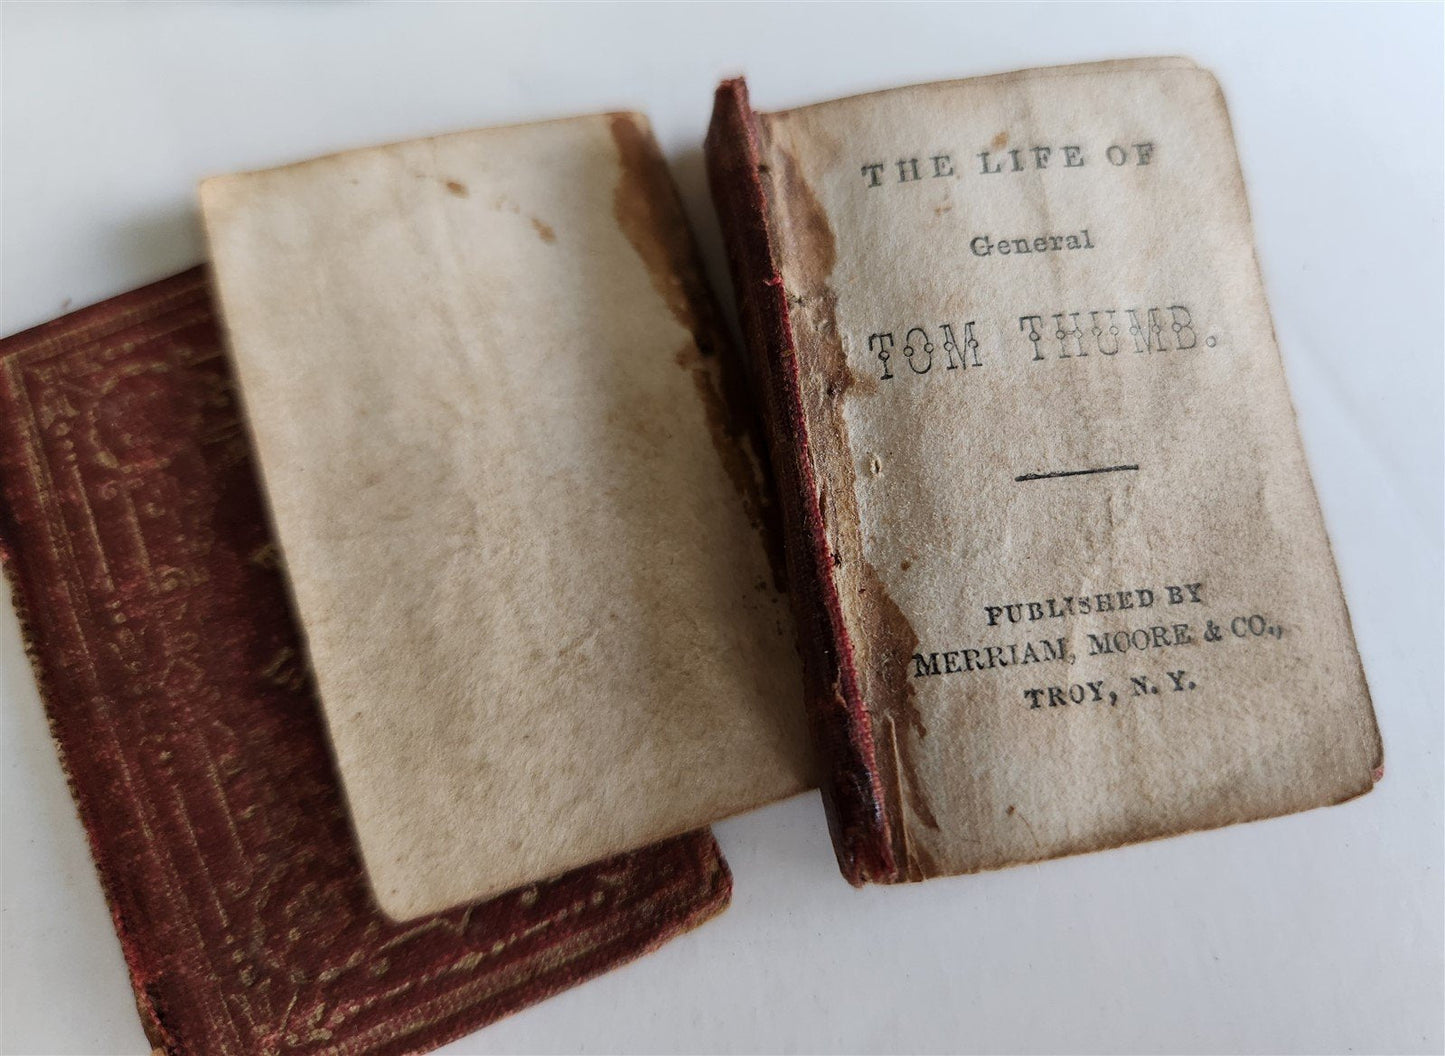 THE LIFE OF
General
TOM THUMB.
PUBLISHED BY
MERRIAM, MOORE & CO.,
TROY, N. Y.